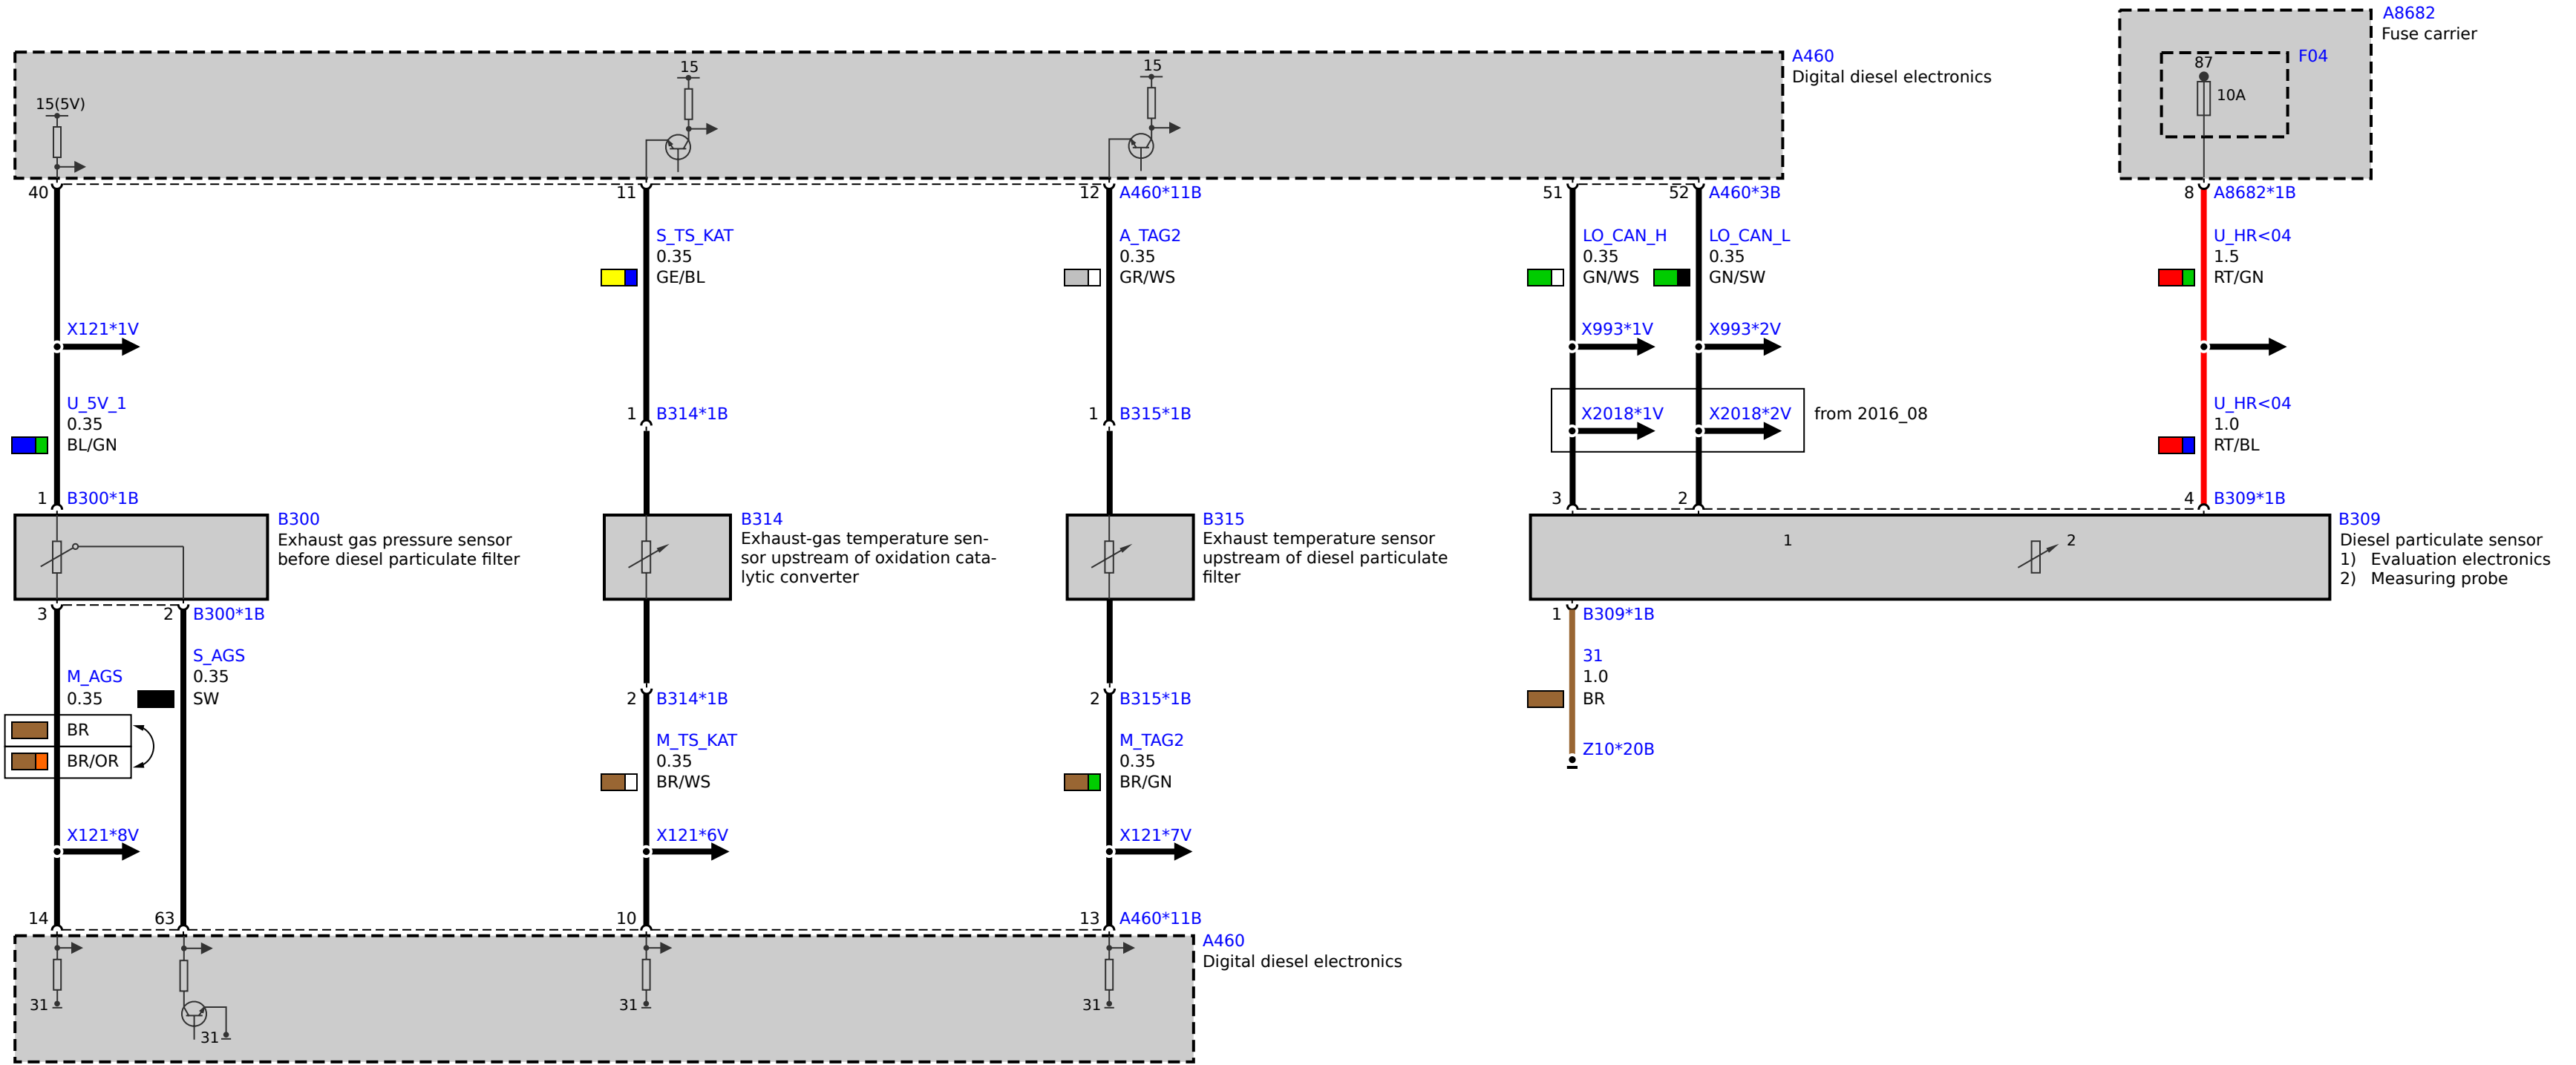 A8682
Fuse carrier
F04
87
10A
A460
Digital diesel electronics
15(5V)
15
15
40
11
12
A460*11B
51
52
A460*3B
8
A8682*1B
S_TS_KAT
0.35
GE/BL
A_TAG2
0.35
GR/WS
LO_CAN_H
0.35
GN/WS
LO_CAN_L
0.35
GN/SW
U_HR<04
1.5
RT/GN
X121*1V
X993*1V
X993*2V
U_5V_1
0.35
BL/GN
1
B314*1B
1
B315*1B
X2018*1V
X2018*2V
from 2016_08
U_HR<04
1.0
RT/BL
1
B300*1B
3
2
4
B309*1B
B300
Exhaust gas pressure sensor
before diesel particulate filter
B314
Exhaust-gas temperature sen-
sor upstream of oxidation cata-
lytic converter
B315
Exhaust temperature sensor
upstream of diesel particulate
filter
1
2
B309
Diesel particulate sensor
1) Evaluation electronics
2) Measuring probe
3
2
B300*1B
1
B309*1B
M_AGS
0.35
BR
BR/OR
S_AGS
0.35
SW
2
B314*1B
2
B315*1B
31
1.0
BR
M_TS_KAT
0.35
BR/WS
M_TAG2
0.35
BR/GN
Z10*20B
X121*8V
X121*6V
X121*7V
14
63
10
13
A460*11B
A460
Digital diesel electronics
31
31
31
31